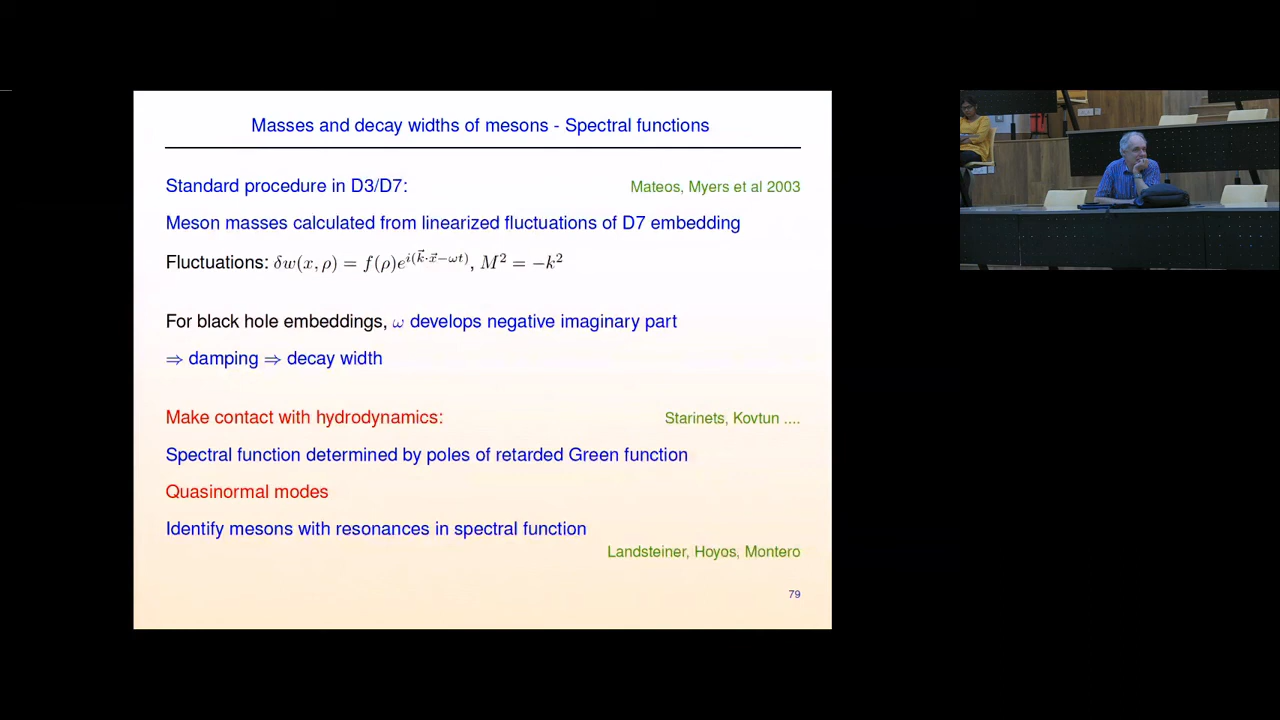 Masses and decay widths of mesons - Spectral functions
Standard procedure in D3/D7: Mateos, Myers et al 2003
Meson masses calculated from linearized fluctuations of D7 embedding
Fluctuations: δw(x, ρ) = f(ρ)e^{i(\vec{k}·\vec{x}−ωt)}, M² = −k²
For black hole embeddings, ω develops negative imaginary part
⇒ damping ⇒ decay width
Make contact with hydrodynamics: Starinets, Kovtun ....
Spectral function determined by poles of retarded Green function
Quasinormal modes
Identify mesons with resonances in spectral function
Landsteiner, Hoyos, Montero
79